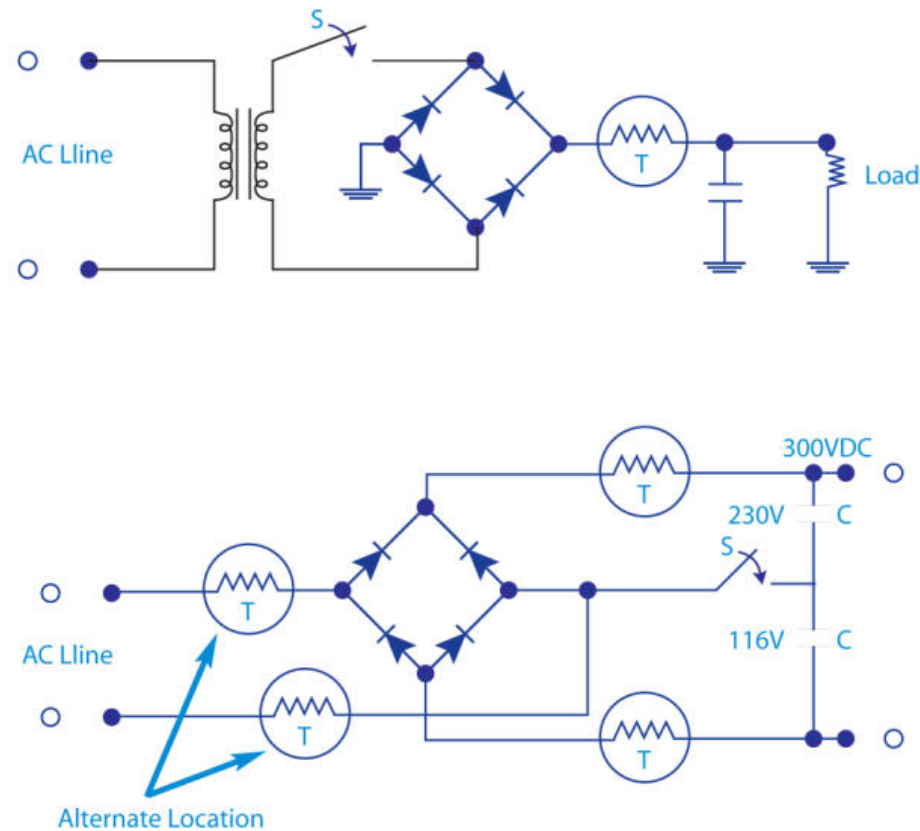 S
AC Lline
T
Load
300VDC
T
230V C
S
T
AC Lline
116V C
T
T
Alternate Location